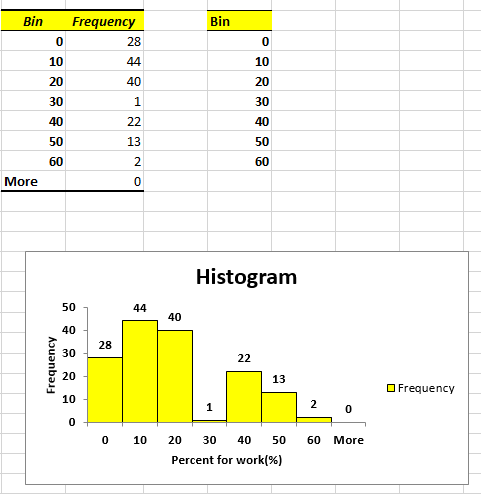 Bin Frequency Bin
0 28 0
10 44 10
20 40 20
30 1 30
40 22 40
50 13 50
60 2 60
More 0
Histogram
50
40
30
20
10
0
Frequency
28
44
40
1
22
13
2
0
0 10 20 30 40 50 60 More
Percent for work(%)
Frequency